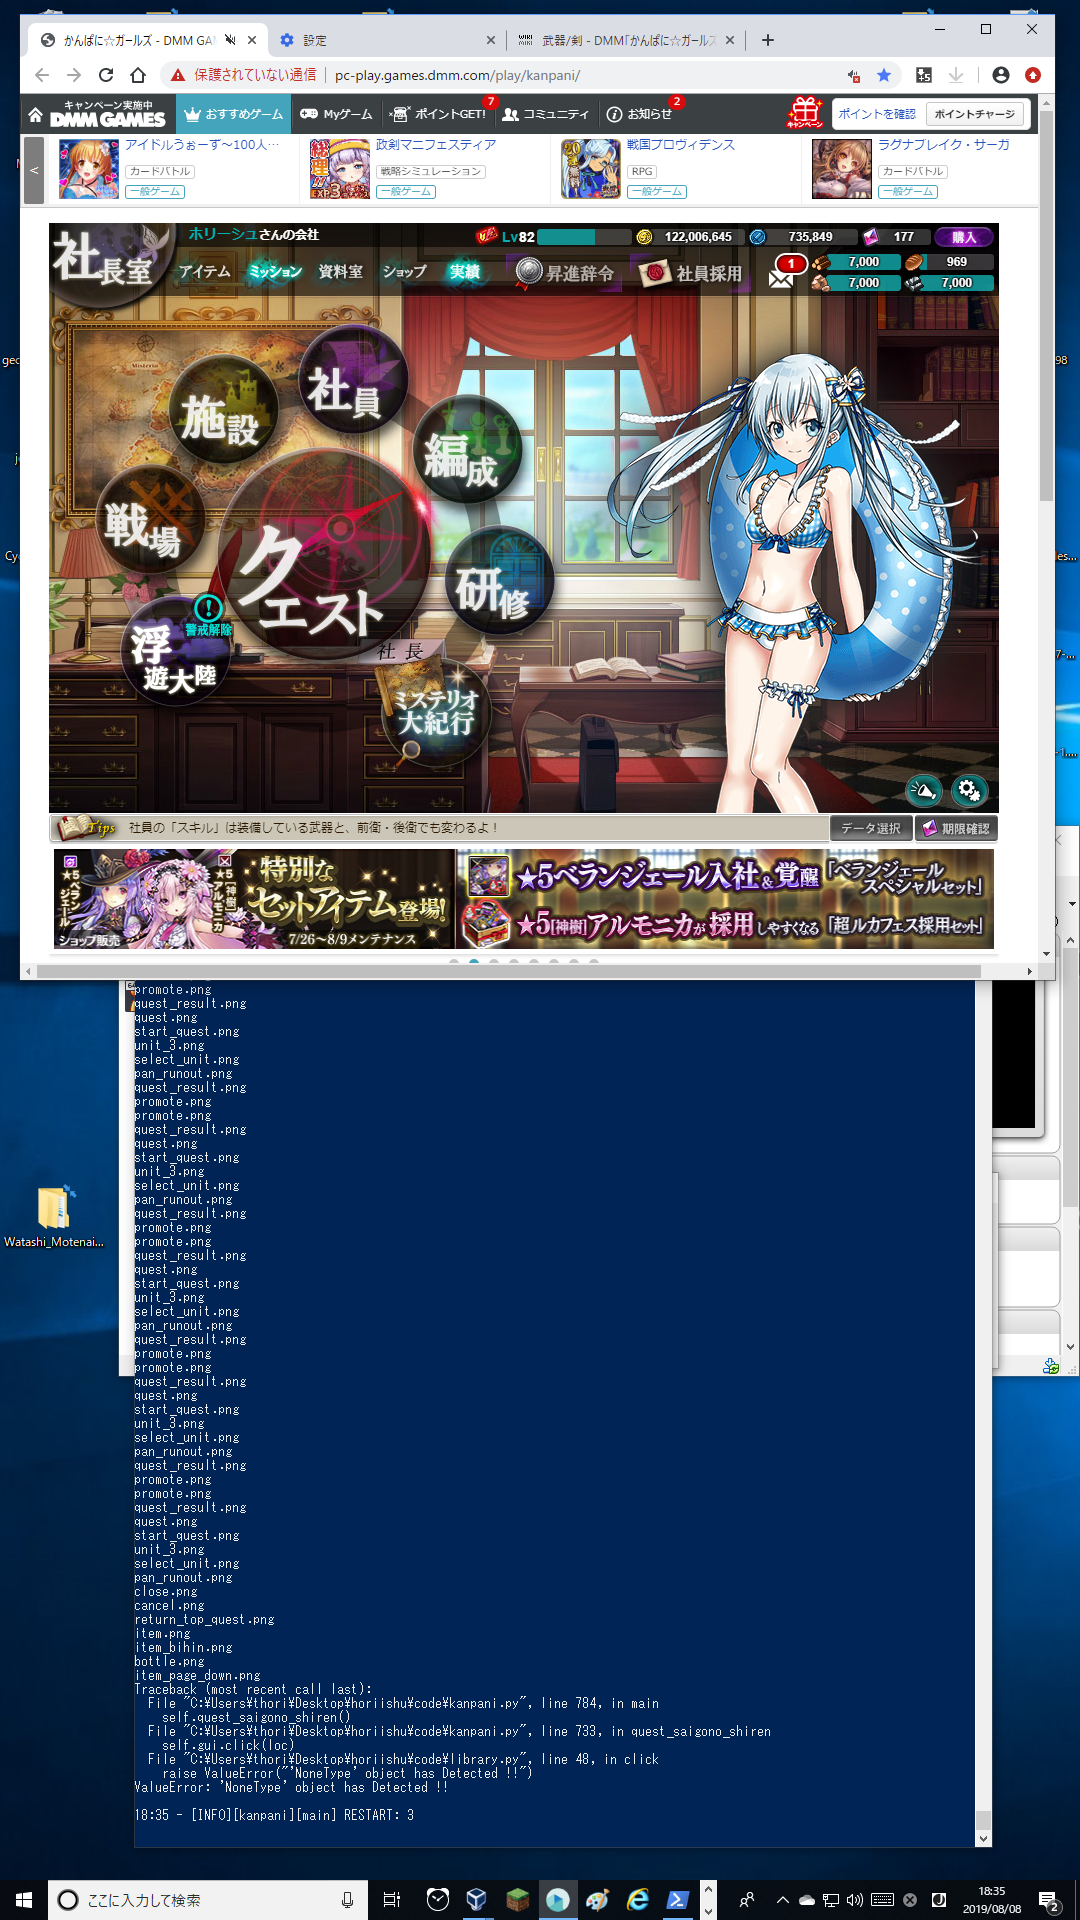 かんぱに☆ガールズ - DMM GAM
設定
WIKI WIKI 武器/剣 - DMM「かんぱに☆ガールズ
保護されていない通信 pc-play.games.dmm.com/play/kanpani/
キャンペーン実施中
DMM GAMES
おすすめゲーム
Myゲーム
ポイントGET!
7
コミュニティ
お知らせ
2
キャンペーン
ポイントを確認
ポイントチャージ
アイドルうぉーず～100人…
カードバトル
一般ゲーム
政剣マニフェスティア
戦略シミュレーション
一般ゲーム
戦国プロヴィデンス
RPG
一般ゲーム
ラグナブレイク・サーガ
カードバトル
一般ゲーム
社長室
ホリーシュさんの会社
Lv82
122,006,645
735,849
177
購入
アイテム ミッション 資料室 ショップ 実績
昇進辞令
社員採用
1
7,000
969
7,000
7,000
施設
社員
編成
戦場
クエスト
研修
浮遊大陸
警戒解除
社長
ミステリオ大紀行
Tips 社員の「スキル」は装備している武器と、前衛・後衛でも変わるよ！
データ選択
期限確認
★5ベランジェール
★5[神樹]アルモニカ
ショップ販売
特別な
セットアイテム登場!
7/26～8/9メンテナンス
★5ベランジェール入社&覚醒「ベランジェールスペシャルセット」
★5[神樹]アルモニカが採用しやすくなる「超ルカフェス採用セット」
promote.png
quest_result.png
quest.png
start_quest.png
unit_3.png
select_unit.png
pan_runout.png
quest_result.png
promote.png
promote.png
quest_result.png
quest.png
start_quest.png
unit_3.png
select_unit.png
pan_runout.png
quest_result.png
promote.png
promote.png
quest_result.png
quest.png
start_quest.png
unit_3.png
select_unit.png
pan_runout.png
quest_result.png
promote.png
promote.png
quest_result.png
quest.png
start_quest.png
unit_3.png
select_unit.png
pan_runout.png
quest_result.png
promote.png
promote.png
quest_result.png
quest.png
start_quest.png
unit_3.png
select_unit.png
pan_runout.png
close.png
cancel.png
return_top_quest.png
item.png
item_bihin.png
bottle.png
item_page_down.png
Traceback (most recent call last):
File "C:¥Users¥thori¥Desktop¥horiishu¥code¥kanpani.py", line 784, in main
self.quest_saigono_shiren()
File "C:¥Users¥thori¥Desktop¥horiishu¥code¥kanpani.py", line 733, in quest_saigono_shiren
self.gui.click(loc)
File "C:¥Users¥thori¥Desktop¥horiishu¥code¥library.py", line 48, in click
raise ValueError("'NoneType' object has Detected !!")
ValueError: 'NoneType' object has Detected !!
18:35 - [INFO][kanpani][main] RESTART: 3
Watashi_Motenai...
ここに入力して検索
18:35
2019/08/08
2